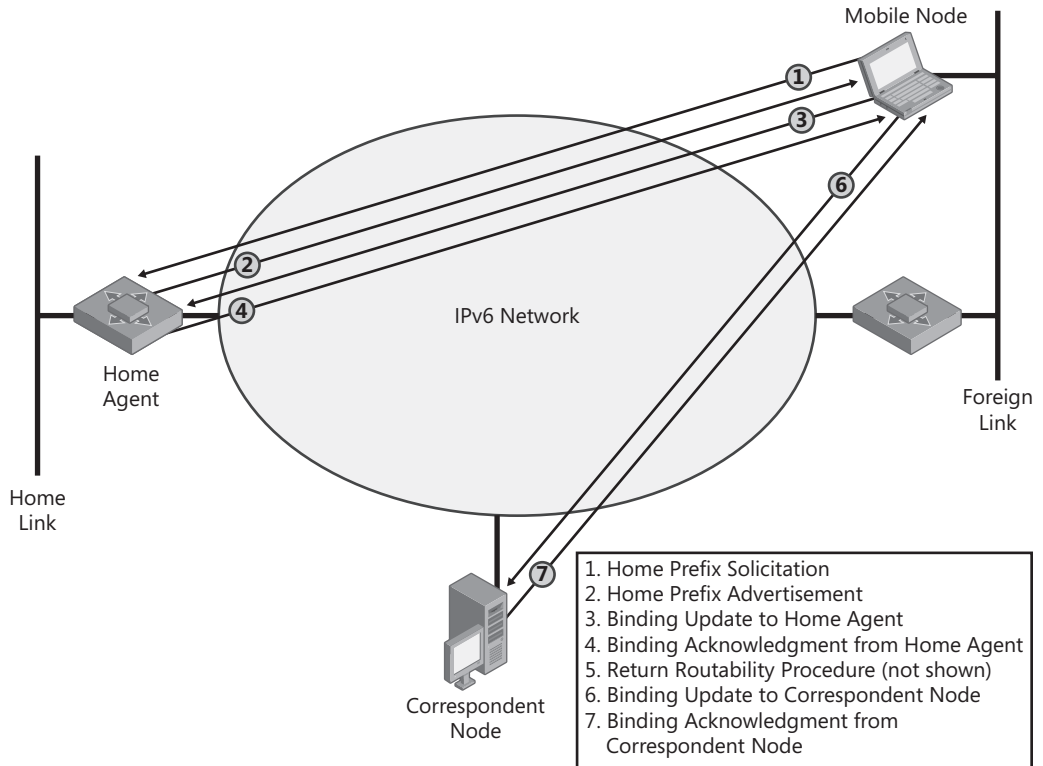 Mobile Node
1
3
6
2
4
IPv6 Network
Home
Agent
Foreign
Link
Home
Link
7
Correspondent
Node
1. Home Prefix Solicitation
2. Home Prefix Advertisement
3. Binding Update to Home Agent
4. Binding Acknowledgment from Home Agent
5. Return Routability Procedure (not shown)
6. Binding Update to Correspondent Node
7. Binding Acknowledgment from
Correspondent Node